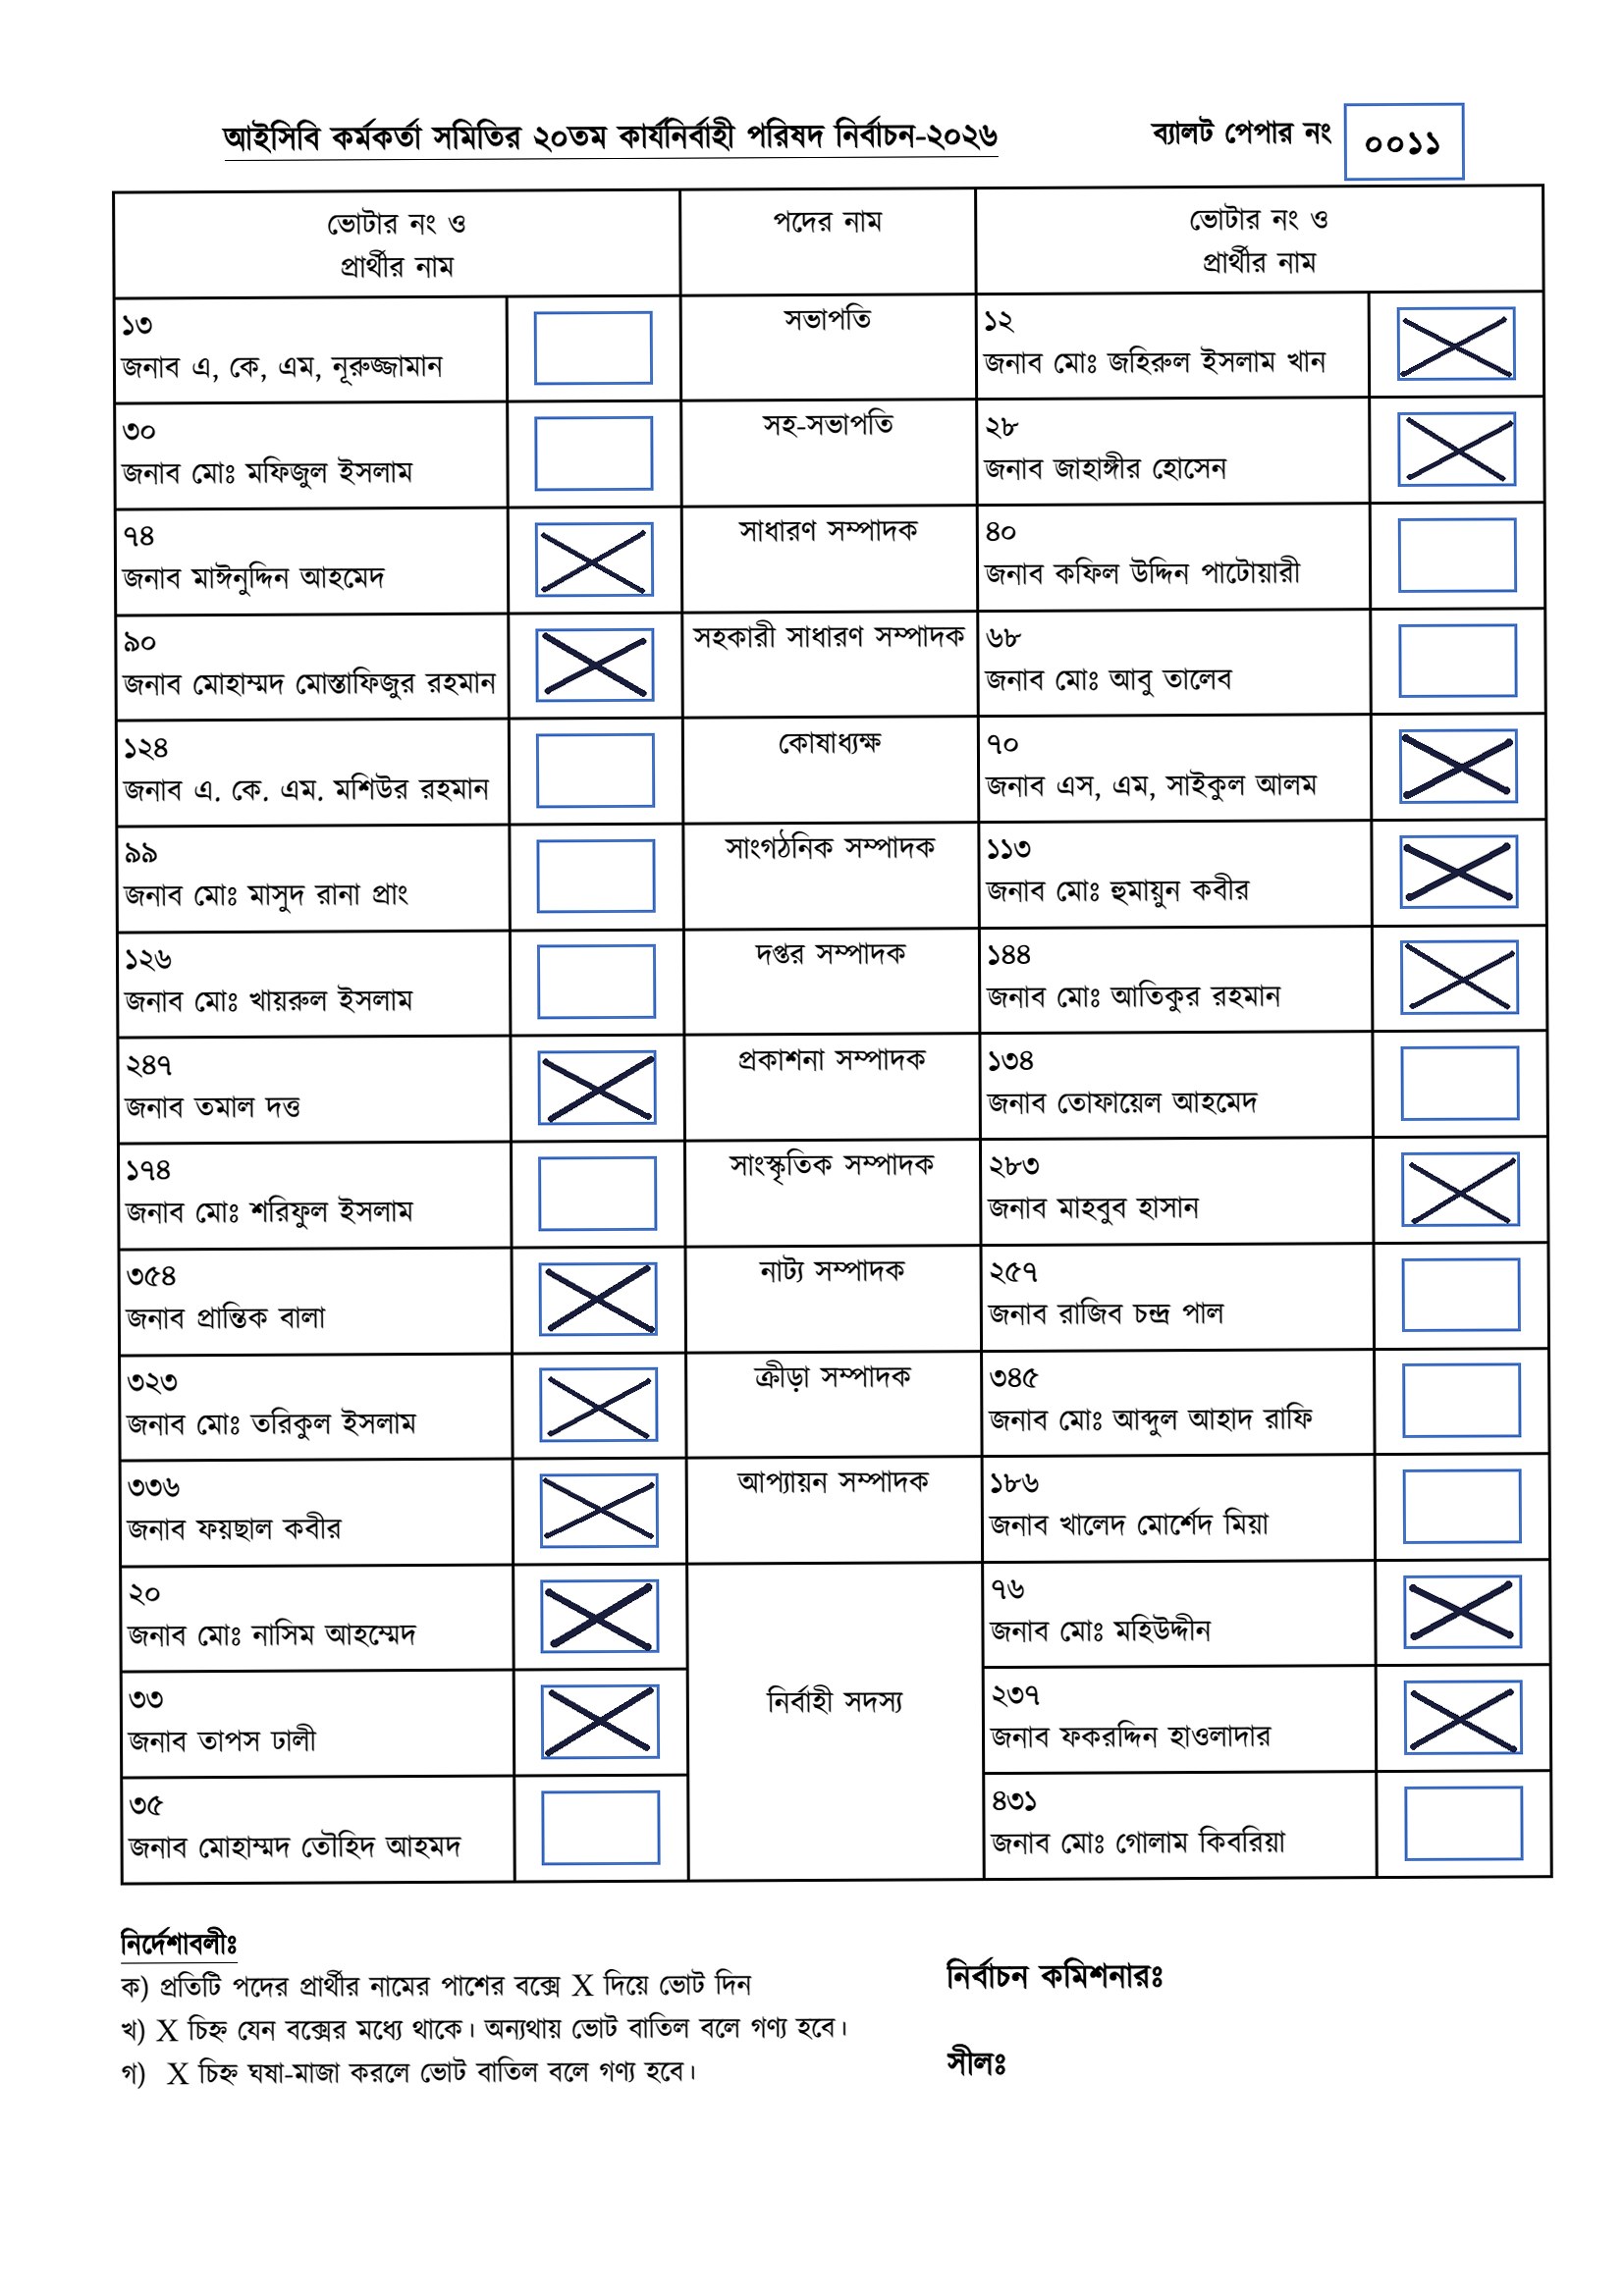 আইসিবি কর্মকর্তা সমিতির ২০তম কার্যনির্বাহী পরিষদ নির্বাচন-২০২৬
ব্যালট পেপার নং ০০১১
ভোটার নং ও
প্রার্থীর নাম
পদের নাম
ভোটার নং ও
প্রার্থীর নাম
১৩
জনাব এ, কে, এম, নূরুজ্জামান
সভাপতি
১২
জনাব মোঃ জহিরুল ইসলাম খান
X
৩০
জনাব মোঃ মফিজুল ইসলাম
সহ-সভাপতি
২৮
জনাব জাহাঙ্গীর হোসেন
X
৭৪
জনাব মাঈনুদ্দিন আহমেদ
X
সাধারণ সম্পাদক
৪০
জনাব কফিল উদ্দিন পাটোয়ারী
৯০
জনাব মোহাম্মদ মোস্তাফিজুর রহমান
X
সহকারী সাধারণ সম্পাদক
৬৮
জনাব মোঃ আবু তালেব
১২৪
জনাব এ. কে. এম. মশিউর রহমান
কোষাধ্যক্ষ
৭০
জনাব এস, এম, সাইকুল আলম
X
৯৯
জনাব মোঃ মাসুদ রানা প্রাং
সাংগঠনিক সম্পাদক
১১৩
জনাব মোঃ হুমায়ুন কবীর
X
১২৬
জনাব মোঃ খায়রুল ইসলাম
দপ্তর সম্পাদক
১৪৪
জনাব মোঃ আতিকুর রহমান
X
২৪৭
জনাব তমাল দত্ত
X
প্রকাশনা সম্পাদক
১৩৪
জনাব তোফায়েল আহমেদ
১৭৪
জনাব মোঃ শরিফুল ইসলাম
সাংস্কৃতিক সম্পাদক
২৮৩
জনাব মাহবুব হাসান
X
৩৫৪
জনাব প্রান্তিক বালা
X
নাট্য সম্পাদক
২৫৭
জনাব রাজিব চন্দ্র পাল
৩২৩
জনাব মোঃ তরিকুল ইসলাম
X
ক্রীড়া সম্পাদক
৩৪৫
জনাব মোঃ আব্দুল আহাদ রাফি
৩৩৬
জনাব ফয়ছাল কবীর
X
আপ্যায়ন সম্পাদক
১৮৬
জনাব খালেদ মোর্শেদ মিয়া
২০
জনাব মোঃ নাসিম আহম্মেদ
X
৭৬
জনাব মোঃ মহিউদ্দীন
X
৩৩
জনাব তাপস ঢালী
X
নির্বাহী সদস্য
২৩৭
জনাব ফকরদ্দিন হাওলাদার
X
৩৫
জনাব মোহাম্মদ তৌহিদ আহমদ
৪৩১
জনাব মোঃ গোলাম কিবরিয়া
নির্দেশাবলীঃ
ক) প্রতিটি পদের প্রার্থীর নামের পাশের বক্সে X দিয়ে ভোট দিন
খ) X চিহ্ন যেন বক্সের মধ্যে থাকে। অন্যথায় ভোট বাতিল বলে গণ্য হবে।
গ) X চিহ্ন ঘষা-মাজা করলে ভোট বাতিল বলে গণ্য হবে।
নির্বাচন কমিশনারঃ
সীলঃ